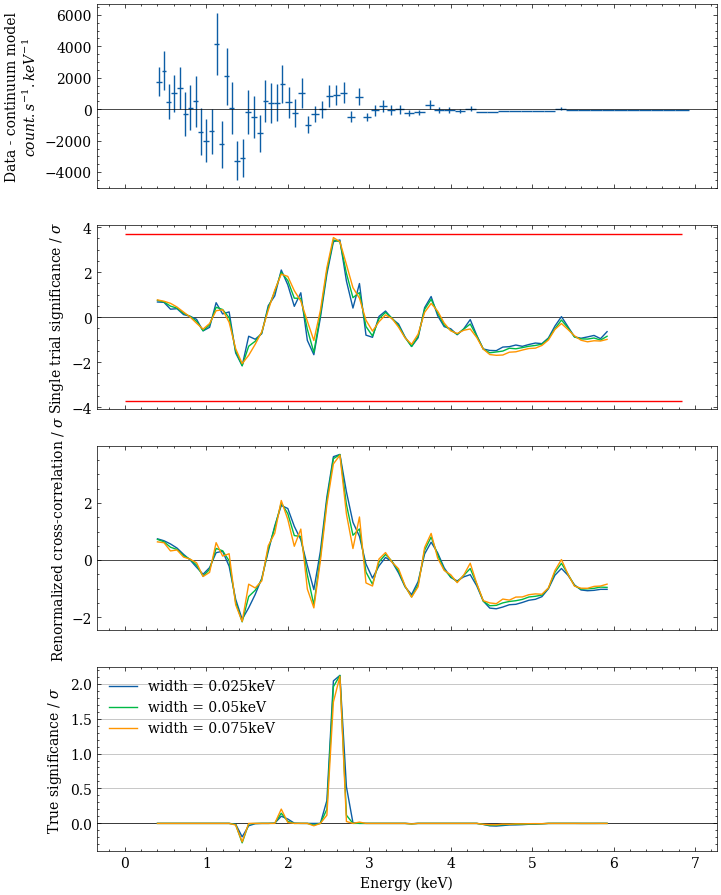 Data - continuum model
count.s⁻¹.keV⁻¹
6000
4000
2000
0
−2000
−4000
Single trial significance / σ
4
2
0
−2
−4
Renormalized cross-correlation / σ
2
0
−2
True significance / σ
2.0
1.5
1.0
0.5
0.0
width = 0.025keV
width = 0.05keV
width = 0.075keV
0 1 2 3 4 5 6 7
Energy (keV)